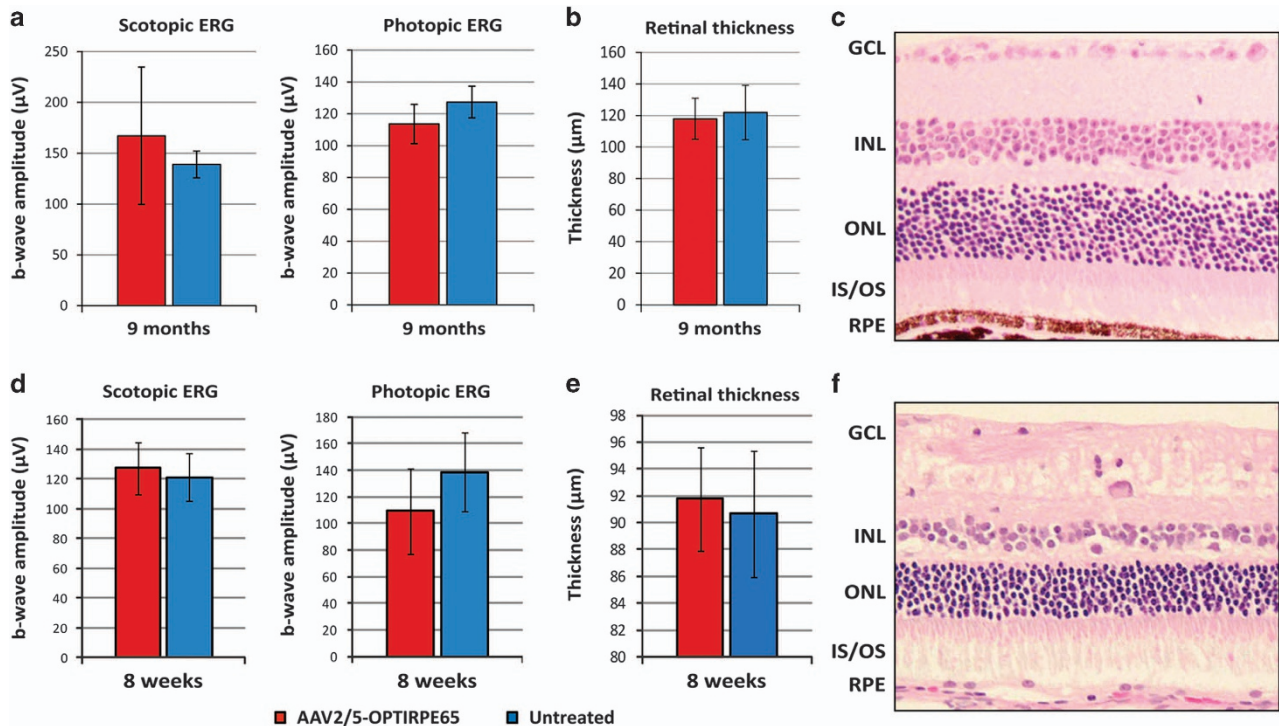 a
Scotopic ERG
b-wave amplitude (µV)
250
200
150
100
50
0
9 months
Photopic ERG
b-wave amplitude (µV)
160
140
120
100
80
60
40
20
0
9 months
b
Retinal thickness
Thickness (µm)
160
140
120
100
80
60
40
20
0
9 months
c
GCL
INL
ONL
IS/OS
RPE
d
Scotopic ERG
b-wave amplitude (µV)
160
140
120
100
80
60
40
20
0
8 weeks
Photopic ERG
b-wave amplitude (µV)
180
160
140
120
100
80
60
40
20
0
8 weeks
e
Retinal thickness
Thickness (µm)
98
96
94
92
90
88
86
84
82
80
8 weeks
f
GCL
INL
ONL
IS/OS
RPE
AAV2/5-OPTIRPE65
Untreated